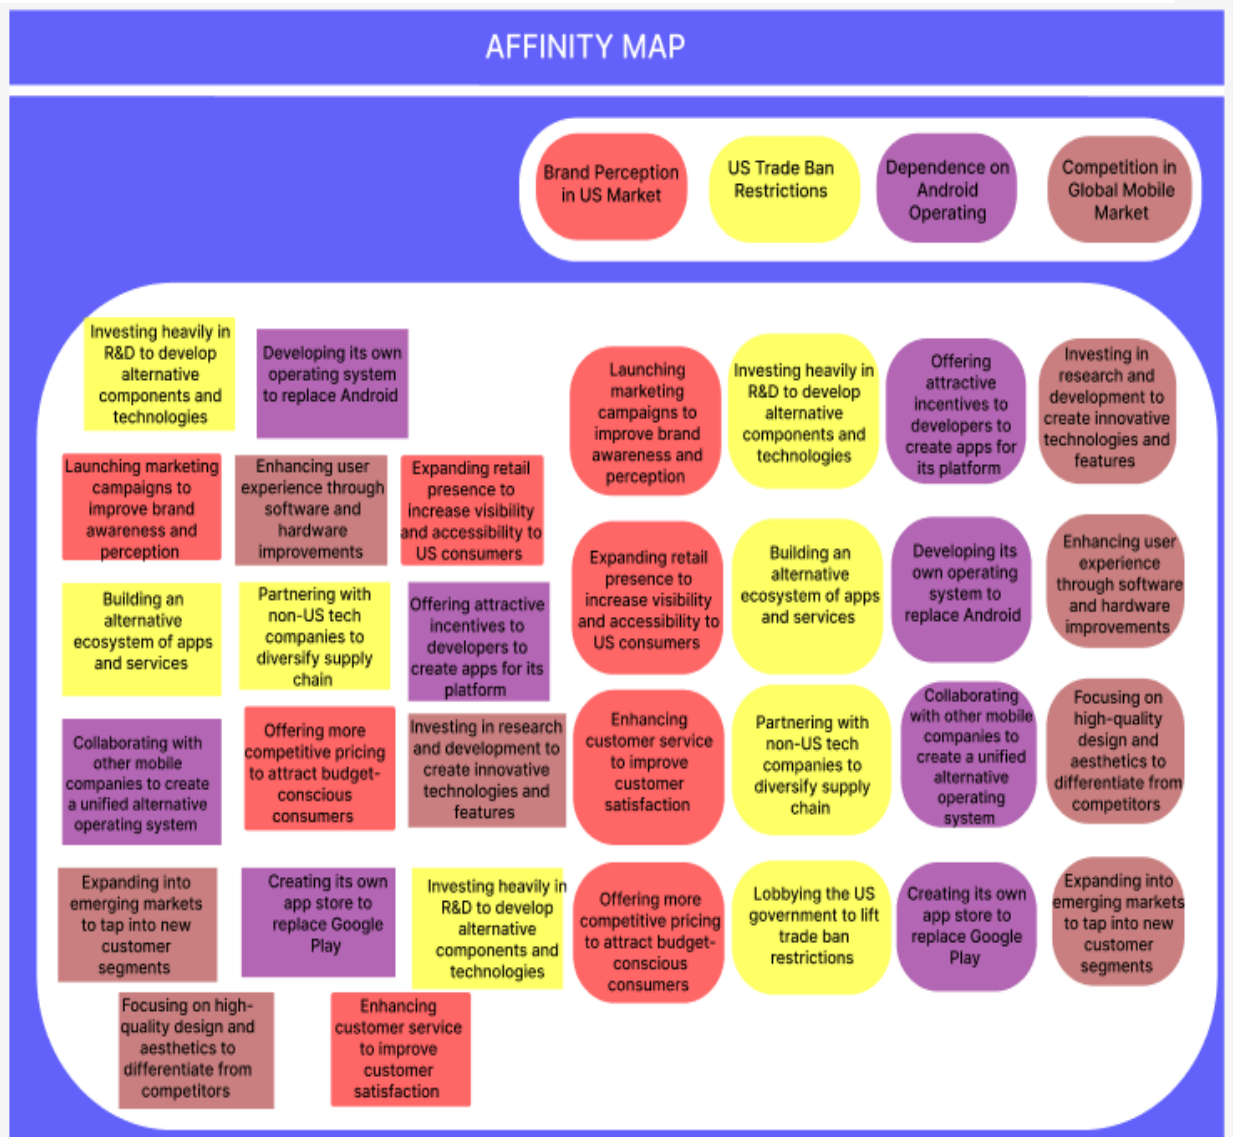 AFFINITY MAP
Brand Perception
in US Market
US Trade Ban
Restrictions
Dependence on
Android
Operating
Competition in
Global Mobile
Market
Investing heavily in
R&D to develop
alternative
components and
technologies
Developing its own
operating system
to replace Android
Launching marketing
campaigns to
improve brand
awareness and
perception
Enhancing user
experience through
software and
hardware
improvements
Expanding retail
presence to
increase visibility
and accessibility to
US consumers
Building an
alternative
ecosystem of apps
and services
Partnering with
non-US tech
companies to
diversify supply
chain
Offering attractive
incentives to
developers to
create apps for its
platform
Collaborating with
other mobile
companies to create
a unified alternative
operating system
Offering more
competitive pricing
to attract budget-
conscious
consumers
Investing in research
and development to
create innovative
technologies and
features
Expanding into
emerging markets
to tap into new
customer
segments
Creating its own
app store to
replace Google
Play
Investing heavily in
R&D to develop
alternative
components and
technologies
Focusing on high-
quality design and
aesthetics to
differentiate from
competitors
Enhancing
customer service
to improve
customer
satisfaction
Launching
marketing
campaigns to
improve brand
awareness and
perception
Investing heavily in
R&D to develop
alternative
components and
technologies
Offering
attractive
incentives to
developers to
create apps for
its platform
Investing in
research and
development to
create innovative
technologies and
features
Expanding retail
presence to
increase visibility
and accessibility to
US consumers
Building an
alternative
ecosystem of apps
and services
Developing its
own operating
system to
replace Android
Enhancing user
experience
through software
and hardware
improvements
Enhancing
customer service
to improve
customer
satisfaction
Partnering with
non-US tech
companies to
diversify supply
chain
Collaborating
with other mobile
companies to
create a unified
alternative
operating
system
Focusing on
high-quality
design and
aesthetics to
differentiate from
competitors
Offering more
competitive pricing
to attract budget-
conscious
consumers
Lobbying the US
government to lift
trade ban
restrictions
Creating its own
app store to
replace Google
Play
Expanding into
emerging markets
to tap into new
customer
segments